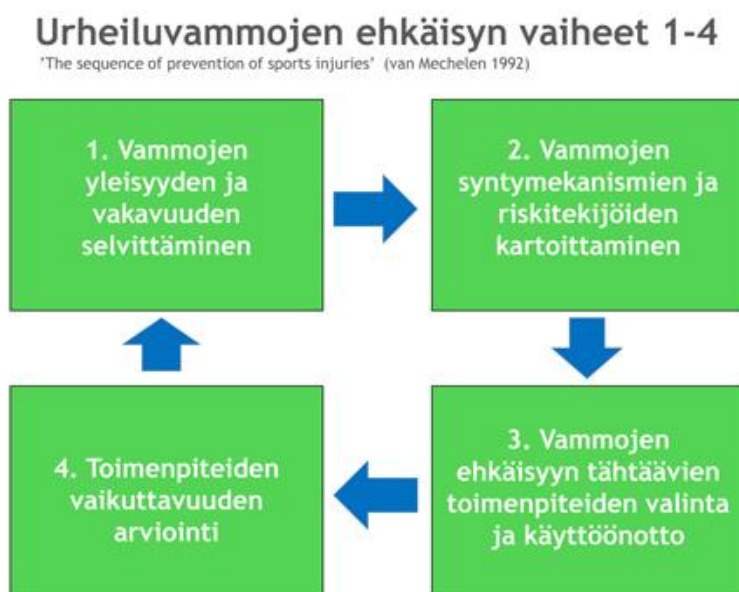 Urheiluvammojen ehkäisyn vaiheet 1-4
'The sequence of prevention of sports injuries' (van Mechelen 1992)
1. Vammojen
yleisyyden ja
vakavuuden
selvittäminen
2. Vammojen
syntymekanismien ja
riskitekijöiden
kartoittaminen
3. Vammojen
ehkäisyyn tähtäävien
toimenpiteiden valinta
ja käyttöönotto
4. Toimenpiteiden
vaikuttavuuden
arviointi